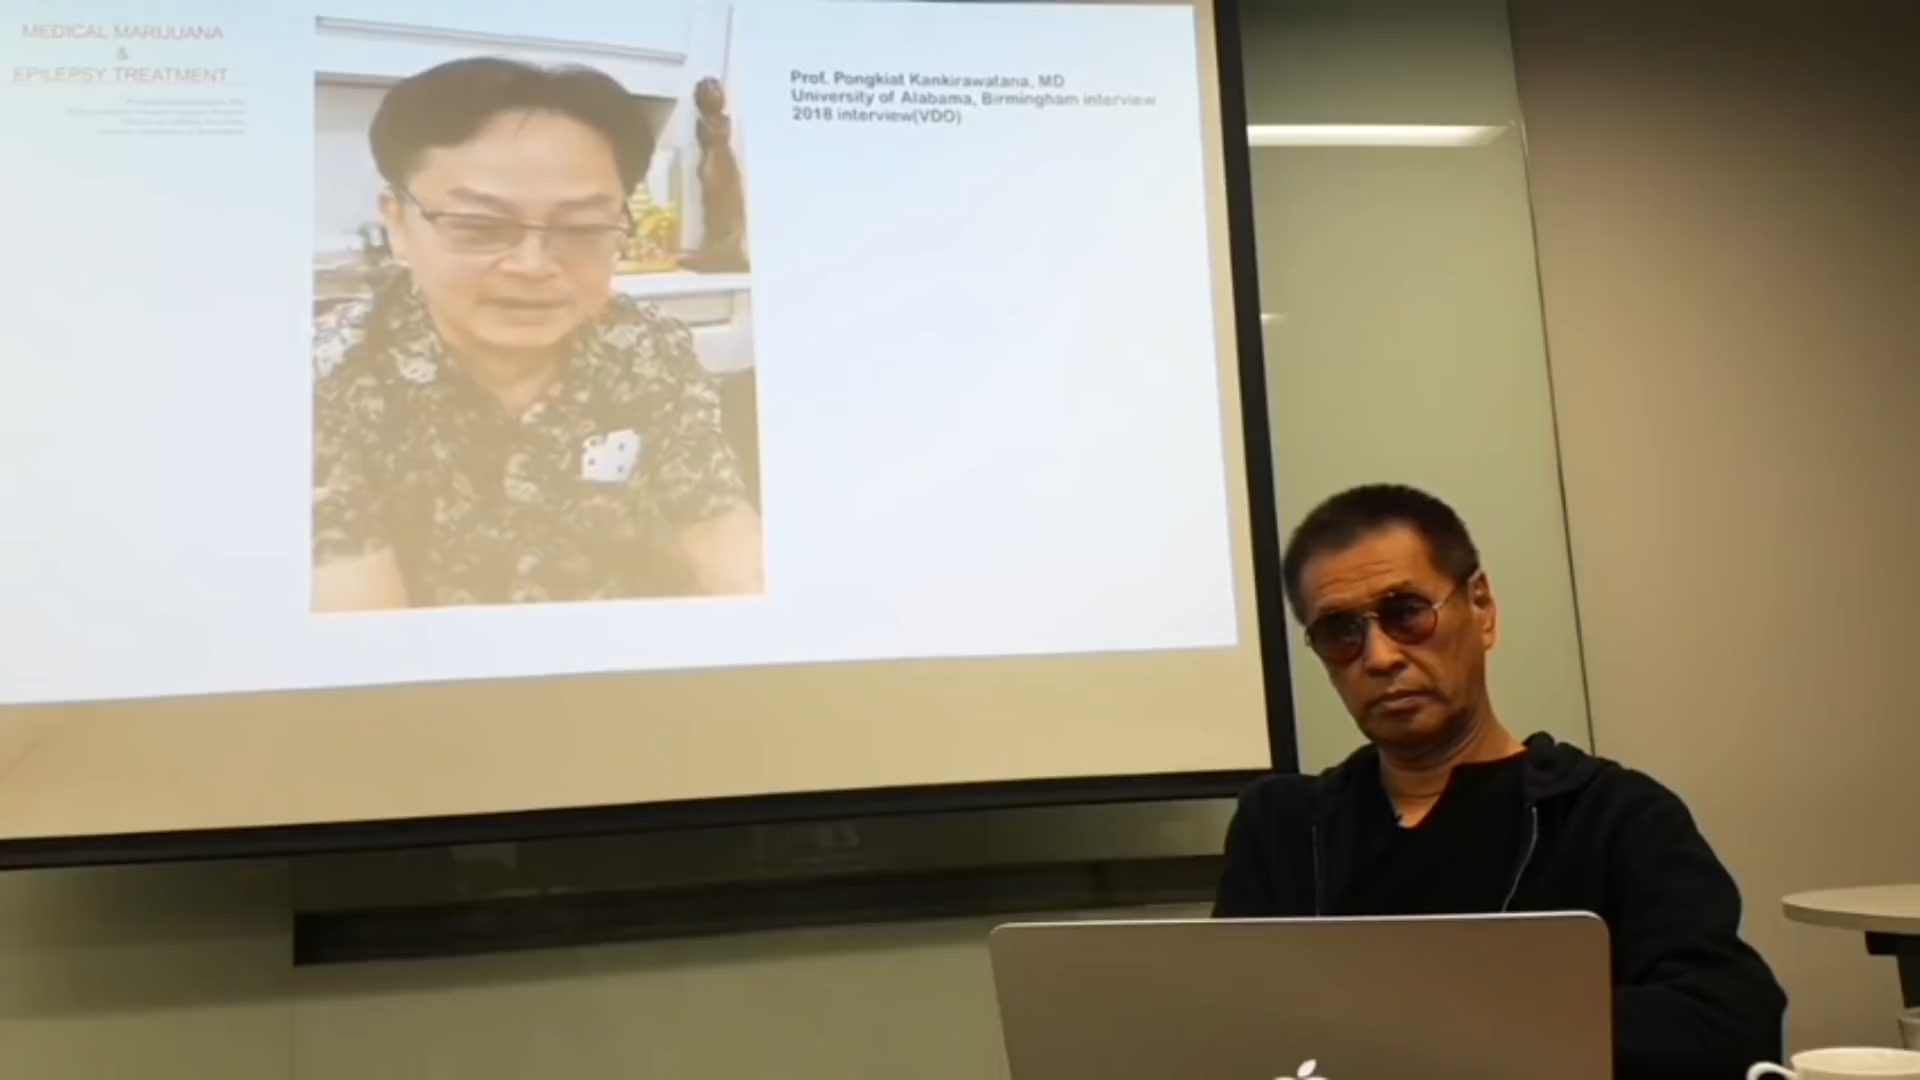 MEDICAL MARIJUANA
&
EPILEPSY TREATMENT
Prof. Pongkiat Kankirawatana, MD
University of Alabama, Birmingham interview
2018 interview(VDO)